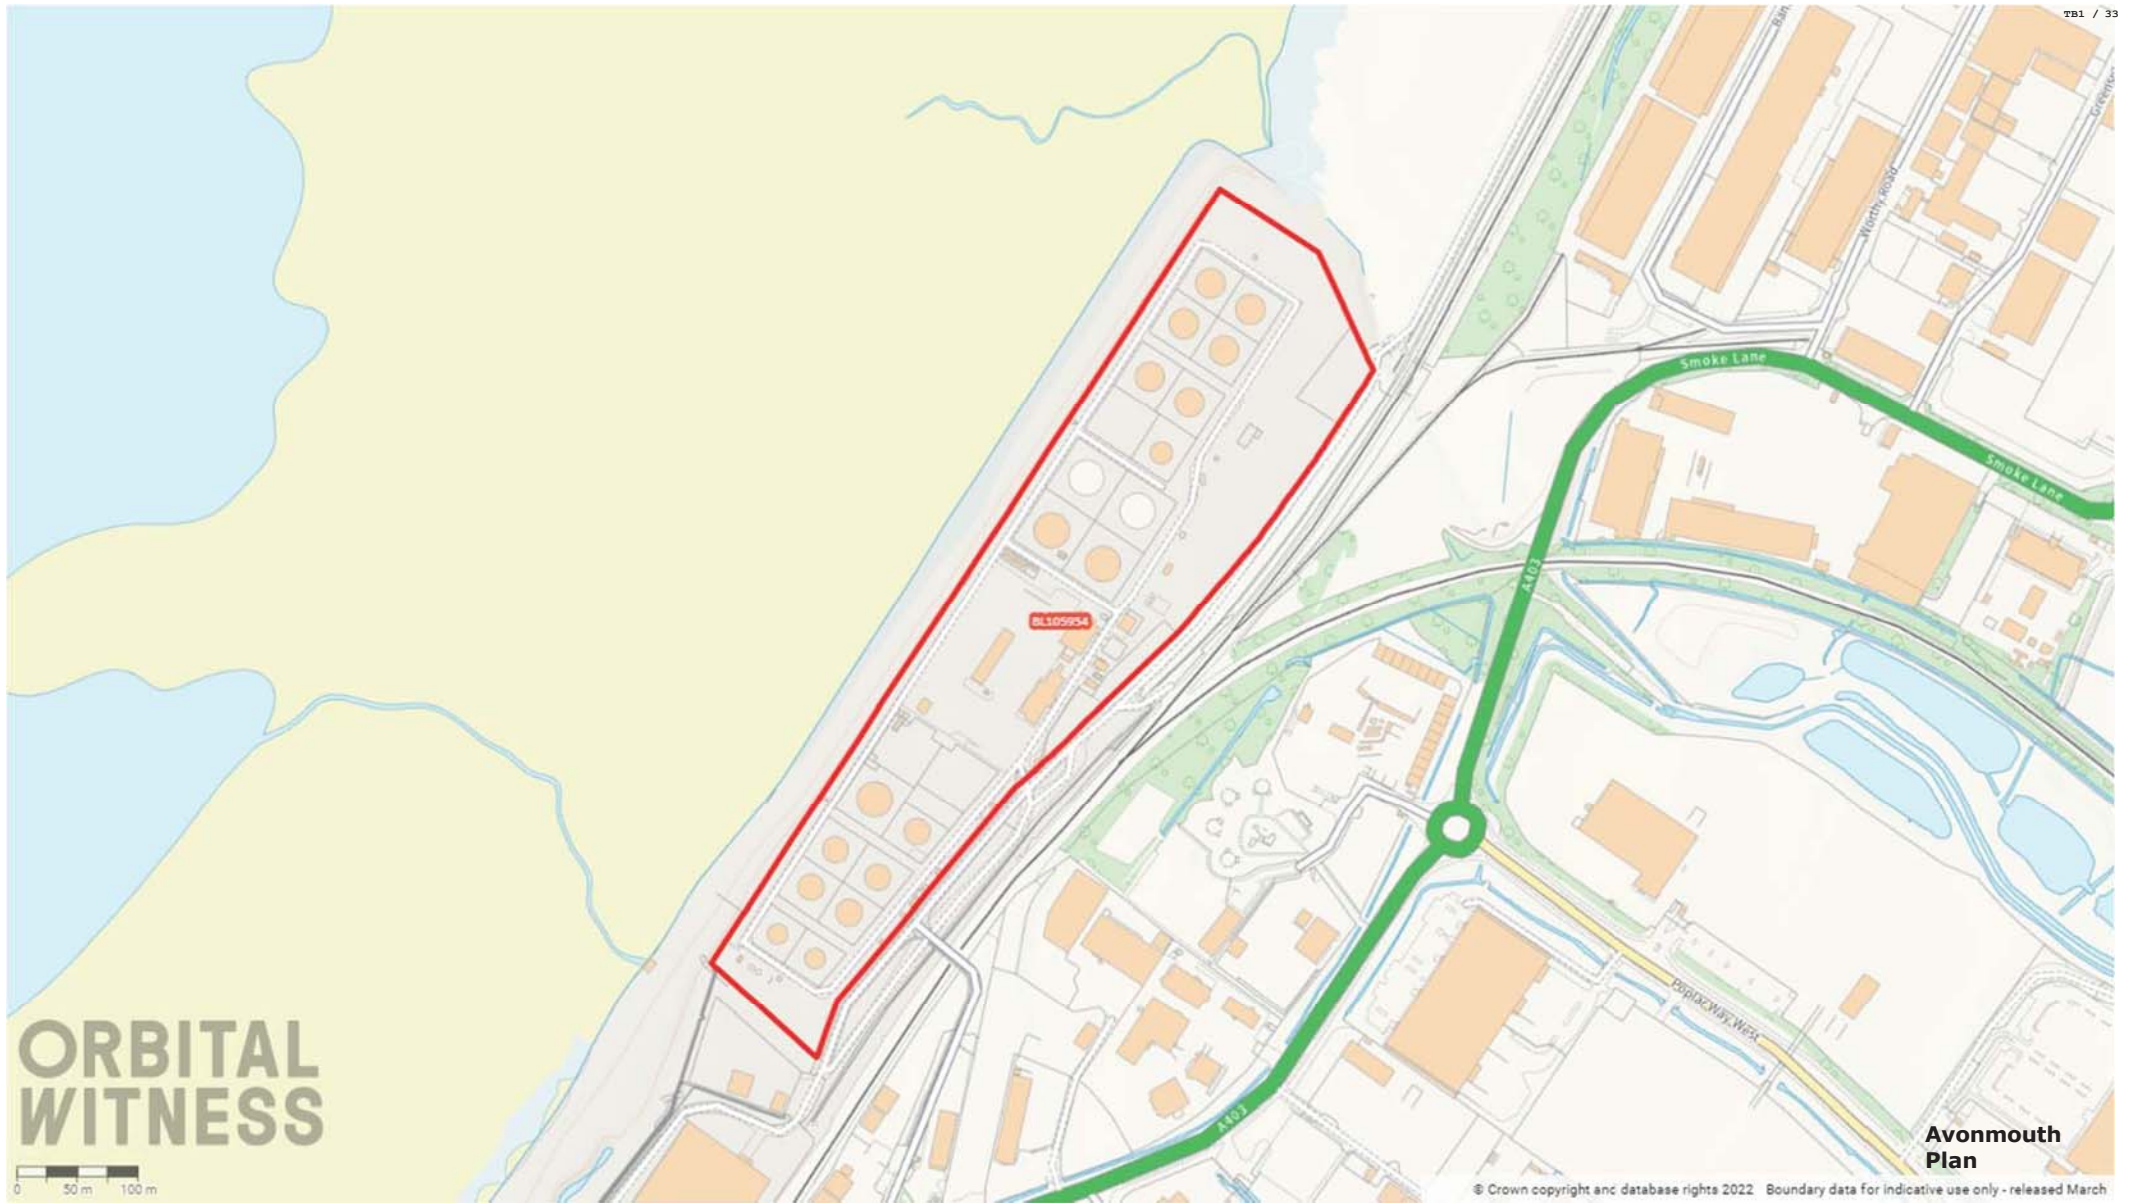 TB1 / 33
Worthy Road
Smoke Lane
Smoke Lane
A403
BL105954
Poplar Way West
A403
ORBITAL
WITNESS
0 50 m 100 m
Avonmouth
Plan
© Crown copyright and database rights 2022 Boundary data for indicative use only - released March